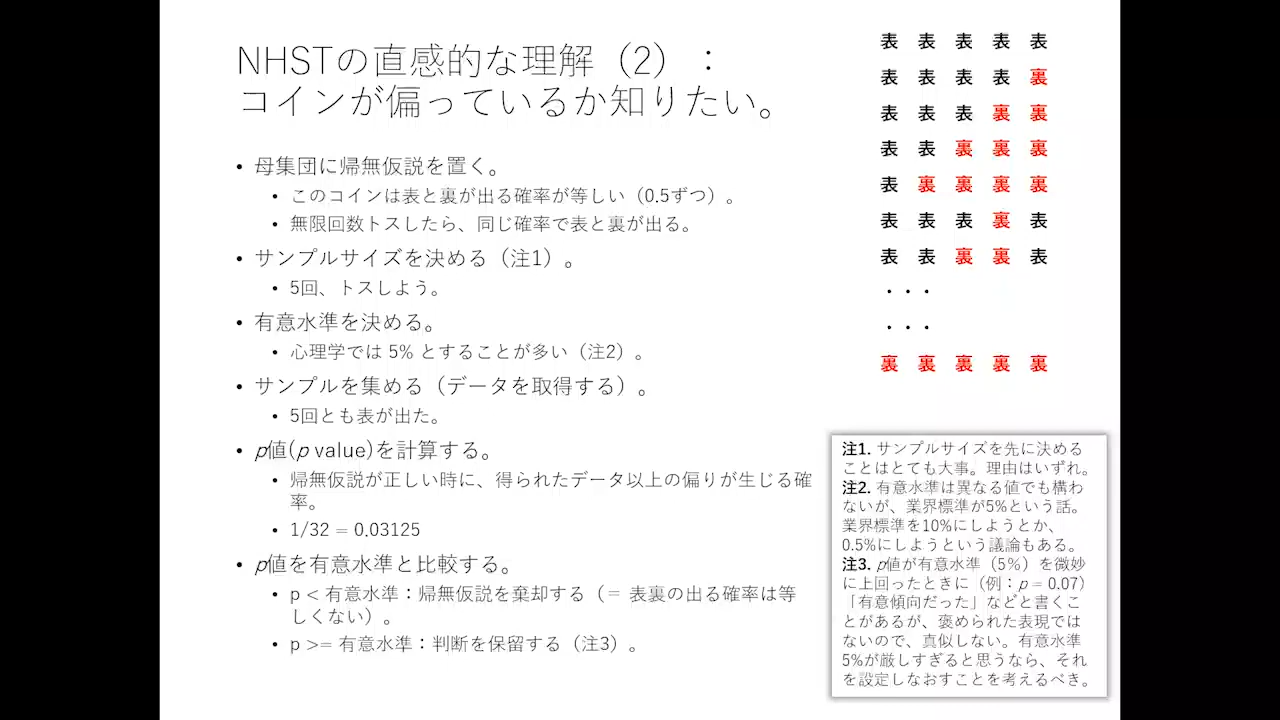 NHSTの直感的な理解（2）：
コインが偏っているか知りたい。
• 母集団に帰無仮説を置く。
• このコインは表と裏が出る確率が等しい（0.5ずつ）。
• 無限回数トスしたら、同じ確率で表と裏が出る。
• サンプルサイズを決める（注1）。
• 5回、トスしよう。
• 有意水準を決める。
• 心理学では 5% とすることが多い（注2）。
• サンプルを集める（データを取得する）。
• 5回とも表が出た。
• p値(p value)を計算する。
• 帰無仮説が正しい時に、得られたデータ以上の偏りが生じる確
率。
• 1/32 = 0.03125
• p値を有意水準と比較する。
• p < 有意水準：帰無仮説を棄却する（＝ 表裏の出る確率は等
しくない）。
• p >= 有意水準：判断を保留する（注3）。
表 表 表 表 表
表 表 表 表 裏
表 表 表 裏 裏
表 表 裏 裏 裏
表 裏 裏 裏 裏
表 表 表 裏 表
表 表 裏 裏 表
・・・
・・・
裏 裏 裏 裏 裏
注1. サンプルサイズを先に決める
ことはとても大事。理由はいずれ。
注2. 有意水準は異なる値でも構わ
ないが、業界標準が5%という話。
業界標準を10%にしようとか、
0.5%にしようという議論もある。
注3. p値が有意水準（5%）を微妙
に上回ったときに（例：p = 0.07）
「有意傾向だった」などと書くこ
とがあるが、褒められた表現では
ないので、真似しない。有意水準
5%が厳しすぎると思うなら、それ
を設定しなおすことを考えるべき。